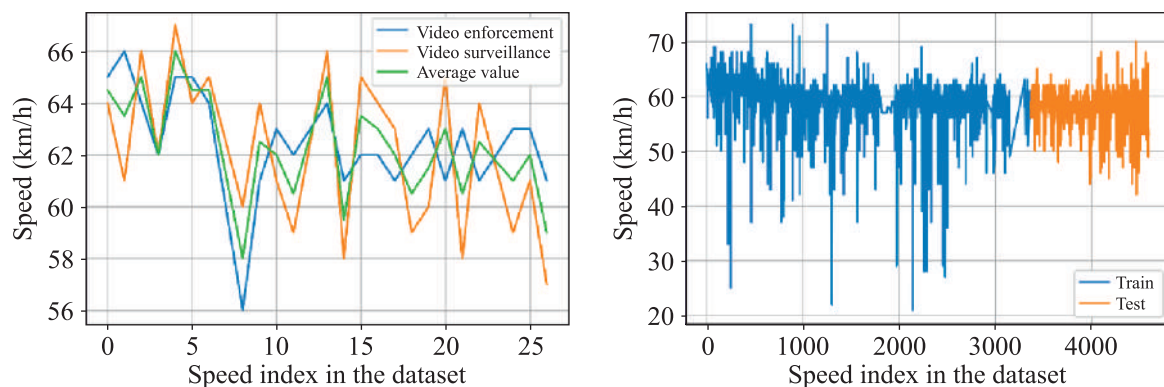 66
64
62
60
58
56
Speed (km/h)
Video enforcement
Video surveillance
Average value
0 5 10 15 20 25
Speed index in the dataset
70
60
50
40
30
20
Speed (km/h)
Train
Test
0 1000 2000 3000 4000
Speed index in the dataset